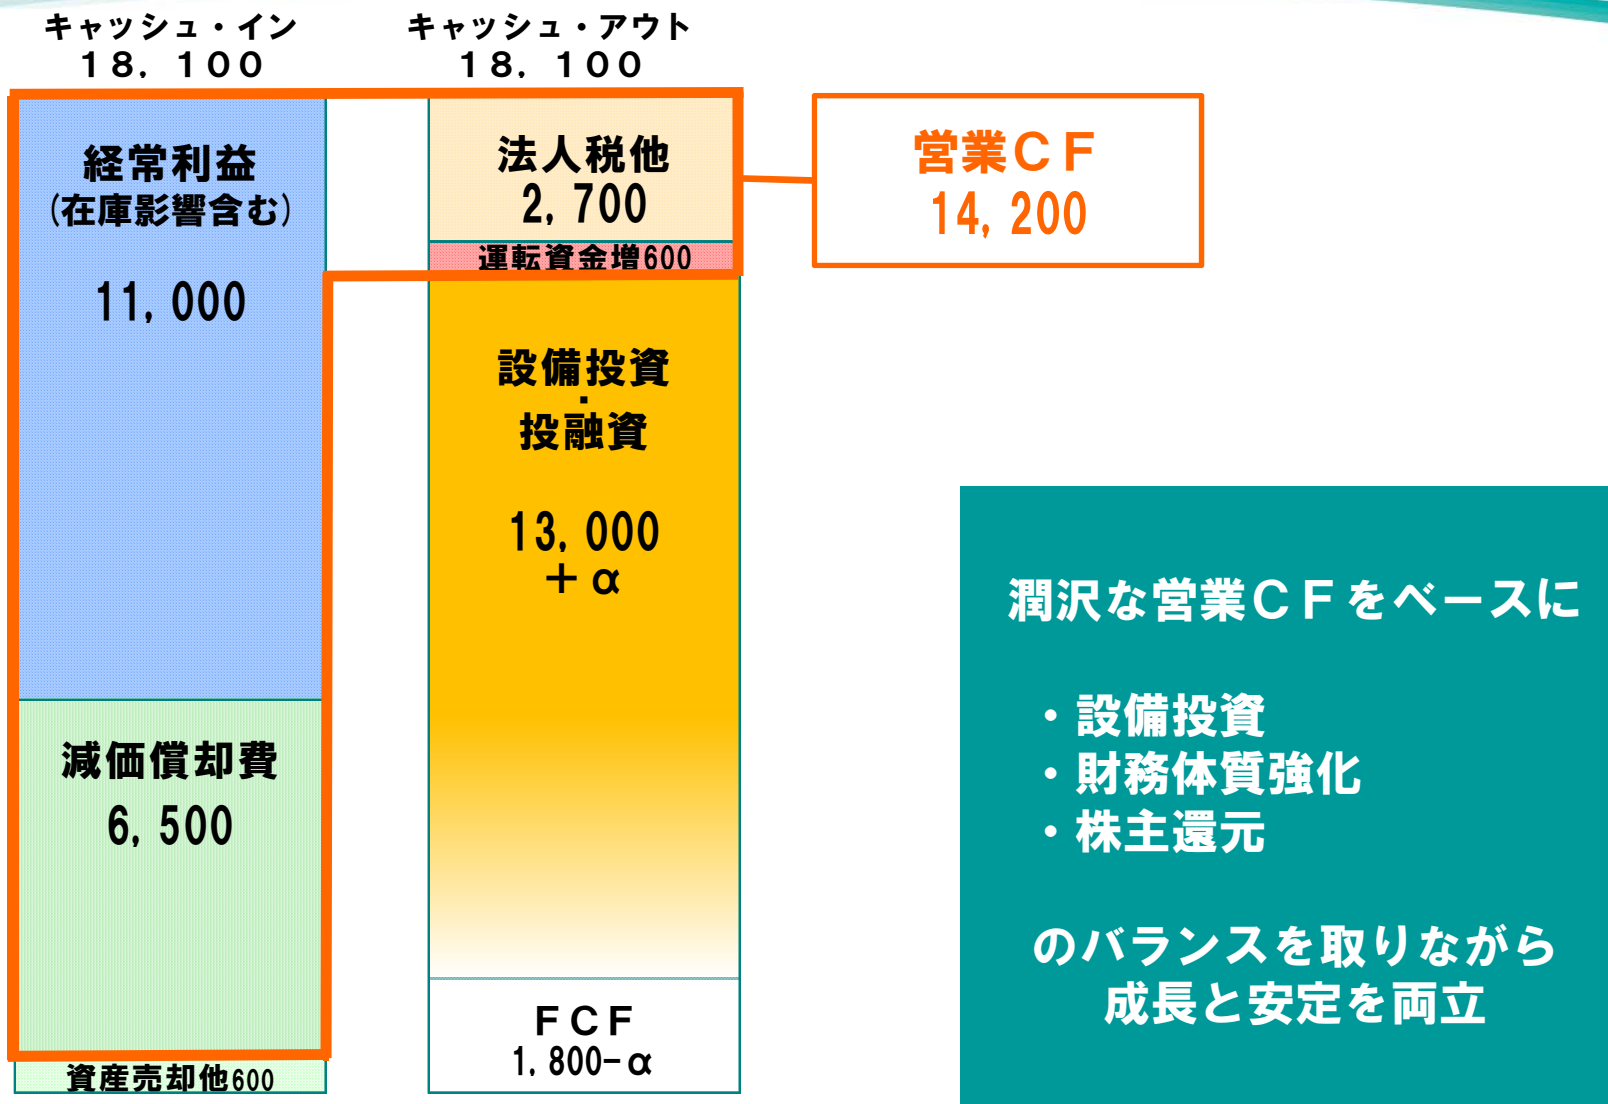 キャッシュ・イン
１８，１００
経常利益
(在庫影響含む)
11,000
減価償却費
6,500
資産売却他600
キャッシュ・アウト
１８，１００
法人税他
2,700
運転資金増600
設備投資
・
投融資
13,000
＋α
ＦＣＦ
1,800-α
営業ＣＦ
14,200
潤沢な営業ＣＦをベースに
・設備投資
・財務体質強化
・株主還元
のバランスを取りながら
成長と安定を両立